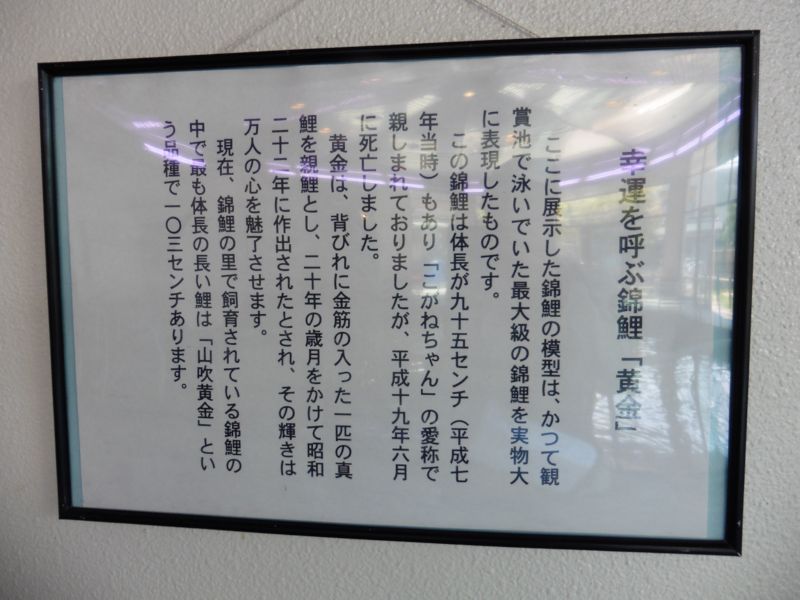 幸運を呼ぶ錦鯉「黄金」
ここに展示した錦鯉の模型は、かつて観
賞池で泳いでいた最大級の錦鯉を実物大
に表現したものです。
この錦鯉は体長が九十五センチ（平成七
年当時）もあり「こがねちゃん」の愛称で
親しまれておりましたが、平成十九年六月
に死亡しました。
黄金は、背びれに金筋の入った一匹の真
鯉を親鯉とし、二十年の歳月をかけて昭和
二十二年に作出されたとされ、その輝きは
万人の心を魅了させます。
現在、錦鯉の里で飼育されている錦鯉の
中で最も体長の長い鯉は「山吹黄金」とい
う品種で一〇三センチあります。